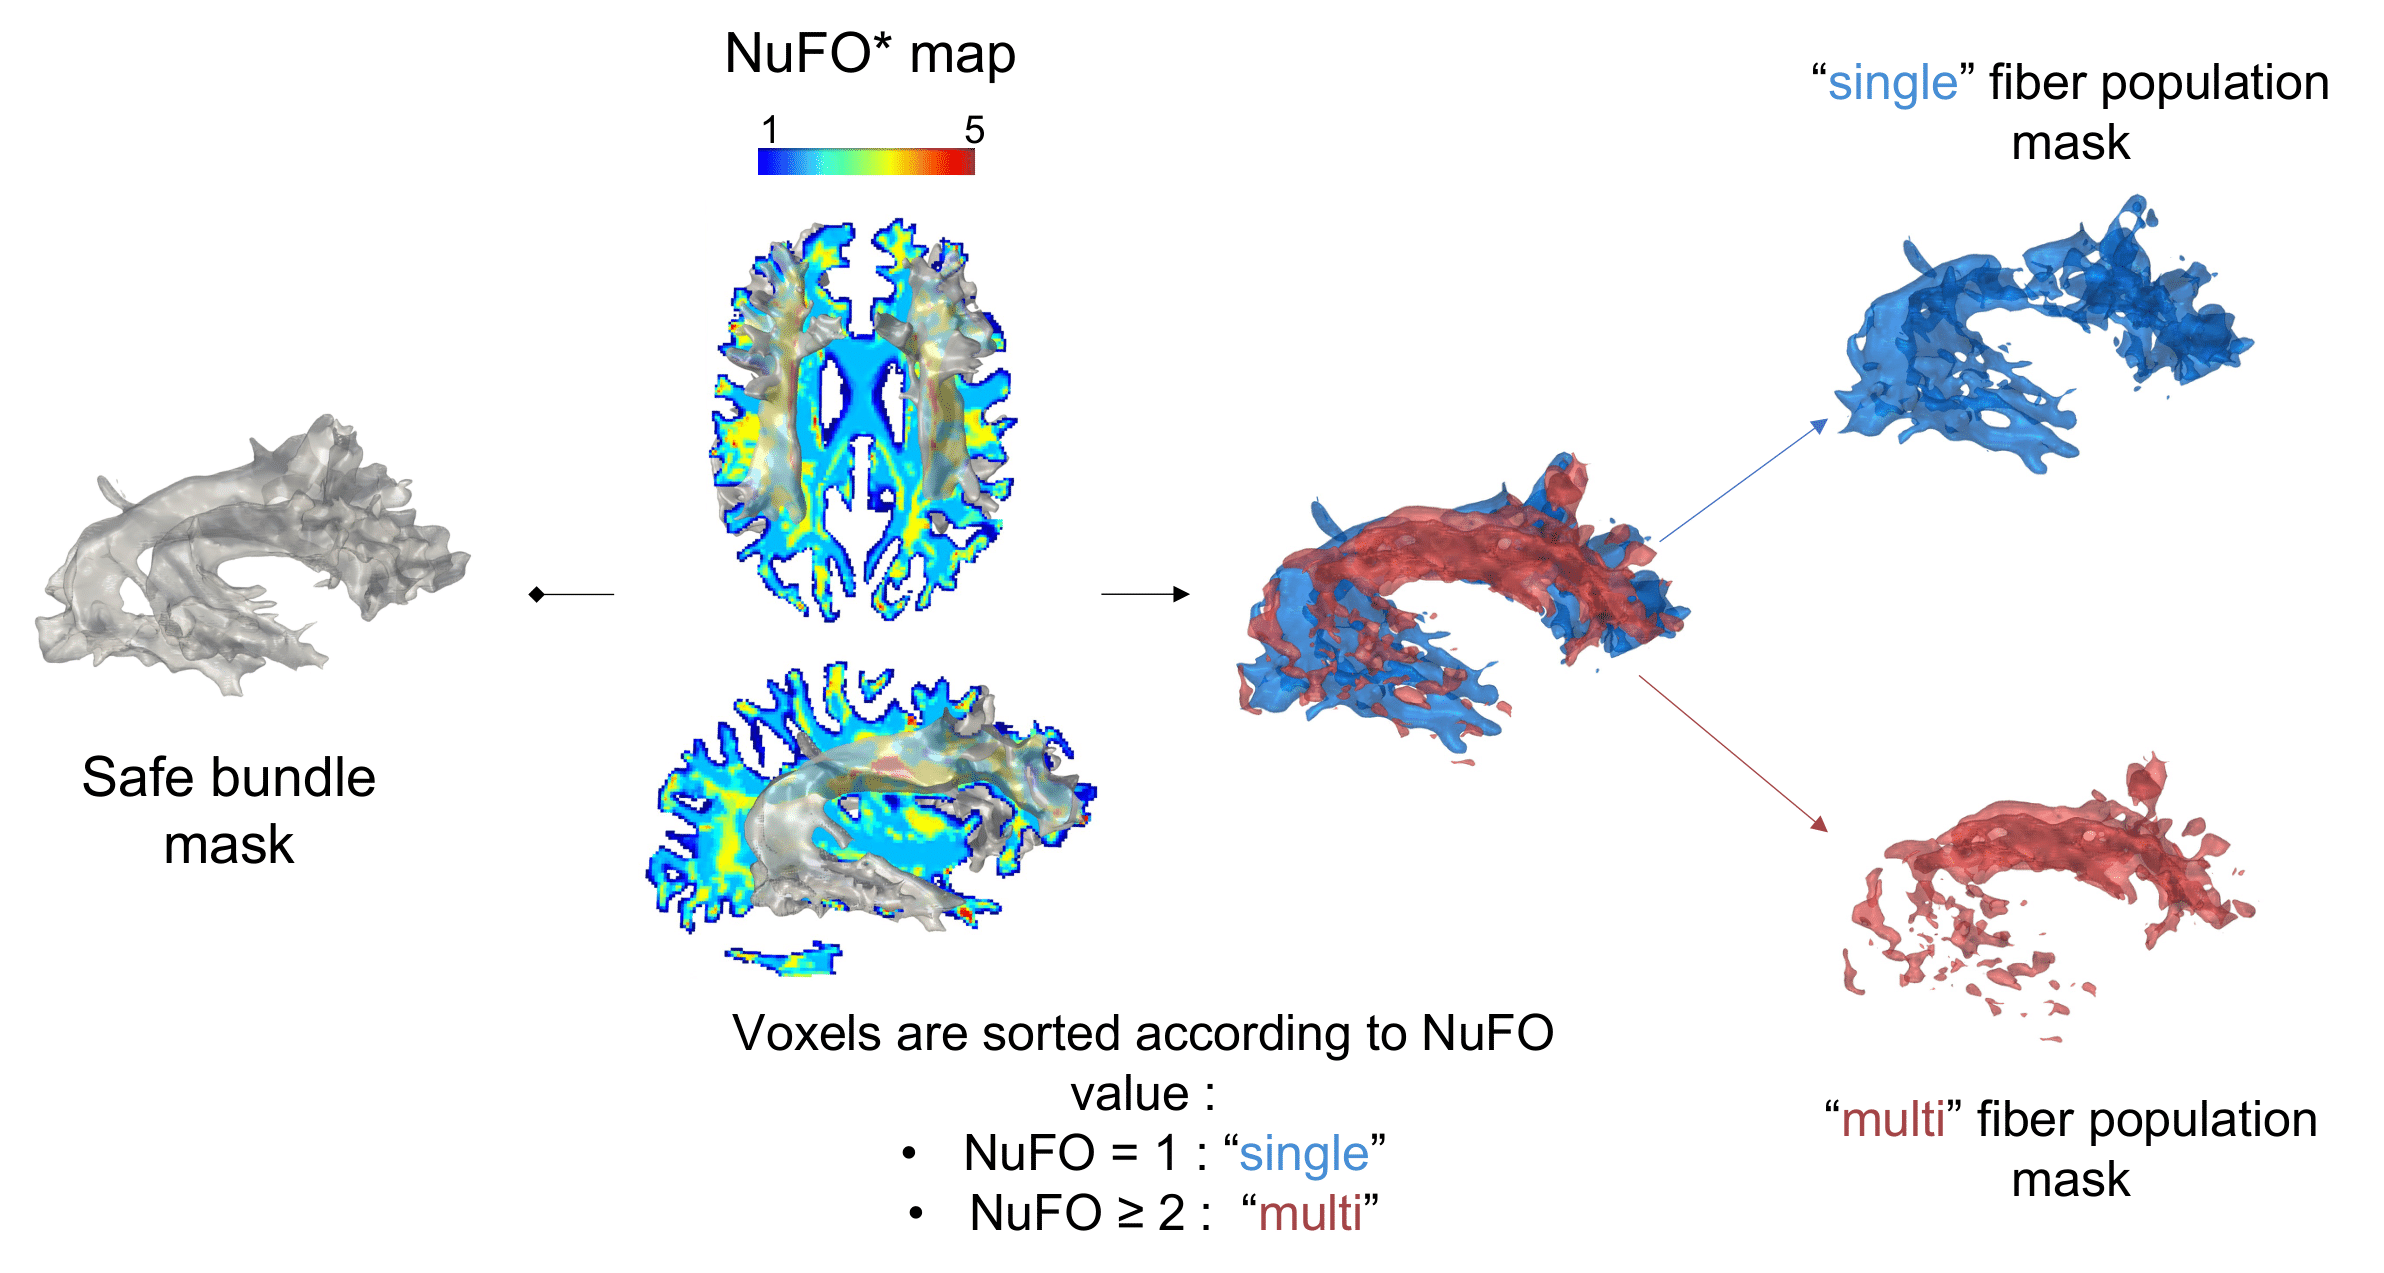 NuFO* map
1 5
“single” fiber population
mask
Safe bundle
mask
Voxels are sorted according to NuFO
value :
• NuFO = 1 : “single”
• NuFO ≥ 2 : “multi”
“multi” fiber population
mask